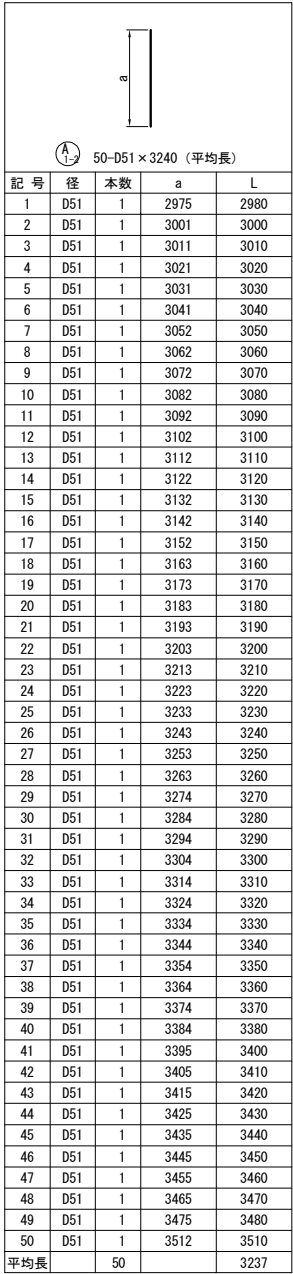 a
A 1-2 50-D51×3240 (平均長)
記 号 径 本数 a L
1 D51 1 2975 2980
2 D51 1 3001 3000
3 D51 1 3011 3010
4 D51 1 3021 3020
5 D51 1 3031 3030
6 D51 1 3041 3040
7 D51 1 3052 3050
8 D51 1 3062 3060
9 D51 1 3072 3070
10 D51 1 3082 3080
11 D51 1 3092 3090
12 D51 1 3102 3100
13 D51 1 3112 3110
14 D51 1 3122 3120
15 D51 1 3132 3130
16 D51 1 3142 3140
17 D51 1 3152 3150
18 D51 1 3163 3160
19 D51 1 3173 3170
20 D51 1 3183 3180
21 D51 1 3193 3190
22 D51 1 3203 3200
23 D51 1 3213 3210
24 D51 1 3223 3220
25 D51 1 3233 3230
26 D51 1 3243 3240
27 D51 1 3253 3250
28 D51 1 3263 3260
29 D51 1 3274 3270
30 D51 1 3284 3280
31 D51 1 3294 3290
32 D51 1 3304 3300
33 D51 1 3314 3310
34 D51 1 3324 3320
35 D51 1 3334 3330
36 D51 1 3344 3340
37 D51 1 3354 3350
38 D51 1 3364 3360
39 D51 1 3374 3370
40 D51 1 3384 3380
41 D51 1 3395 3400
42 D51 1 3405 3410
43 D51 1 3415 3420
44 D51 1 3425 3430
45 D51 1 3435 3440
46 D51 1 3445 3450
47 D51 1 3455 3460
48 D51 1 3465 3470
49 D51 1 3475 3480
50 D51 1 3512 3510
平均長 50 3237